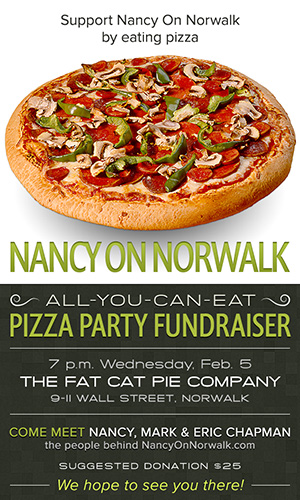 Support Nancy On Norwalk
by eating pizza
NANCY ON NORWALK
ALL-YOU-CAN-EAT
PIZZA PARTY FUNDRAISER
7 p.m. Wednesday, Feb. 5
THE FAT CAT PIE COMPANY
9-11 WALL STREET, NORWALK
COME MEET NANCY, MARK & ERIC CHAPMAN
the people behind NancyOnNorwalk.com
SUGGESTED DONATION $25
We hope to see you there!